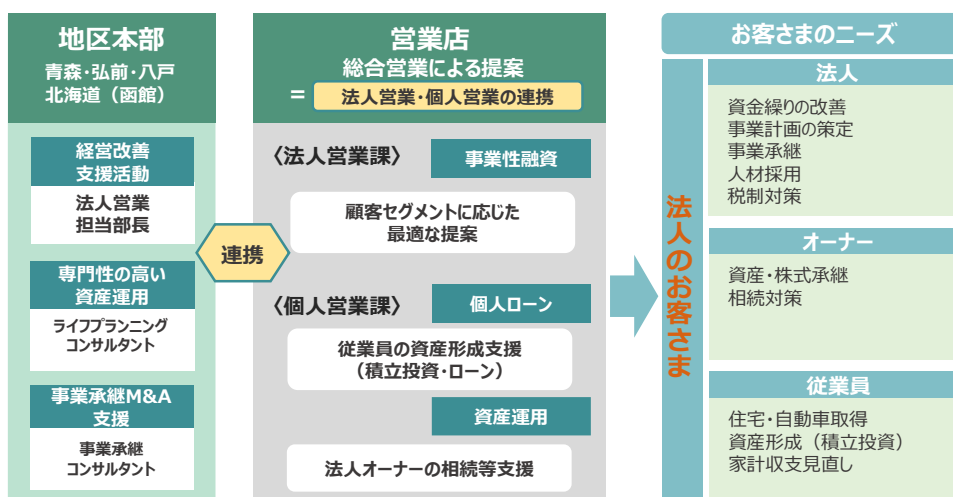 地区本部
青森・弘前・八戸
北海道（函館）
経営改善
支援活動
法人営業
担当部長
専門性の高い
資産運用
ライフプランニング
コンサルタント
事業承継M&A
支援
事業承継
コンサルタント
連携
営業店
総合営業による提案
= 法人営業・個人営業の連携
〈法人営業課〉
事業性融資
顧客セグメントに応じた
最適な提案
〈個人営業課〉
個人ローン
従業員の資産形成支援
（積立投資・ローン）
資産運用
法人オーナーの相続等支援
お客さまのニーズ
法人のお客さま
法人
資金繰りの改善
事業計画の策定
事業承継
人材採用
税制対策
オーナー
資産・株式承継
相続対策
従業員
住宅・自動車取得
資産形成（積立投資）
家計収支見直し